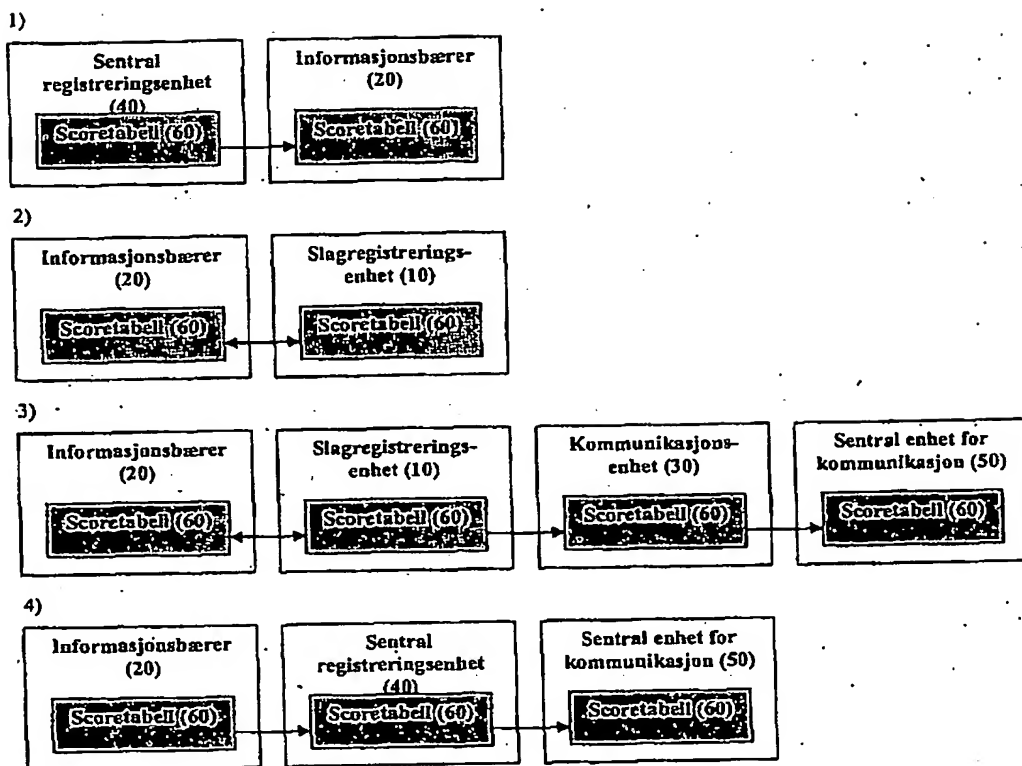 1)
Sentral
registreringsenhet
(40)
Scoretabell (60)
Informasjonsbærer
(20)
Scoretabell (60)
2)
Informasjonsbærer
(20)
Scoretabell (60)
Slagregistrerings-
enhet (10)
Scoretabell (60)
3)
Informasjonsbærer
(20)
Scoretabell (60)
Slagregistrerings-
enhet (10)
Scoretabell (60)
Kommunikasjons-
enhet (30)
Scoretabell (60)
Sentral enhet for
kommunikasjon (50)
Scoretabell (60)
4)
Informasjonsbærer
(20)
Scoretabell (60)
Sentral
registreringsenhet
(40)
Scoretabell (60)
Sentral enhet for
kommunikasjon (50)
Scoretabell (60)